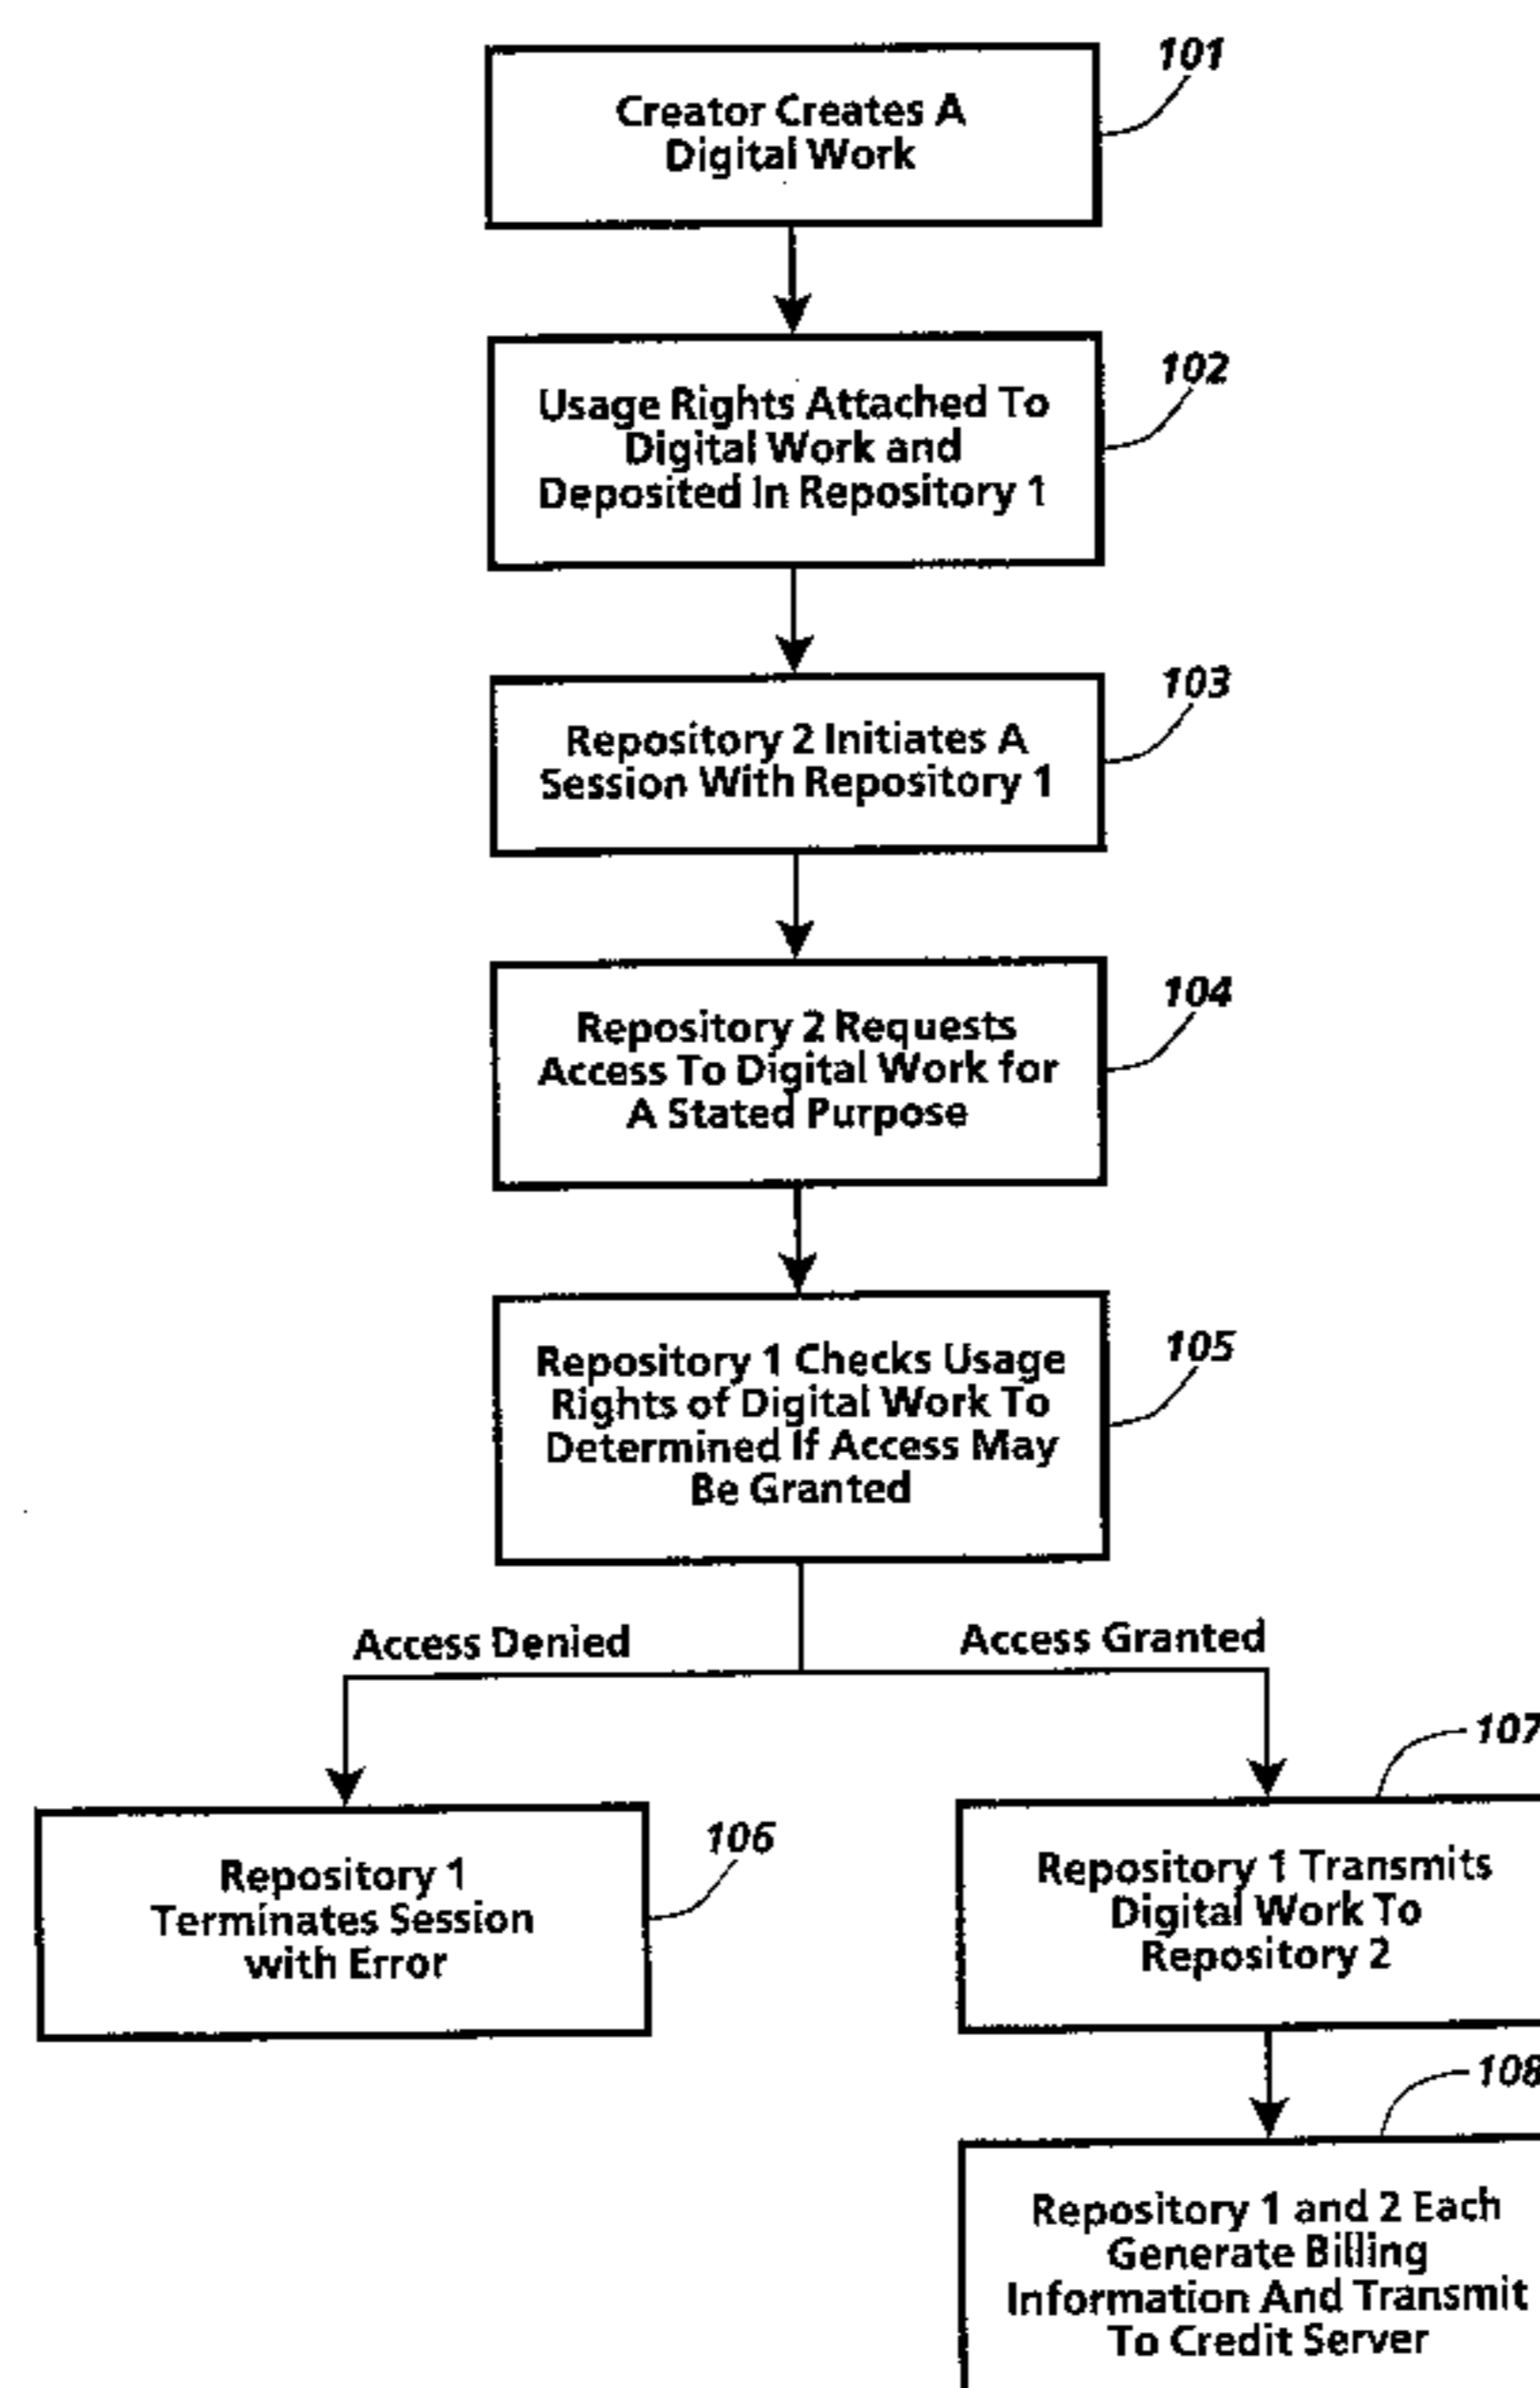 101
Creator Creates A
Digital Work
102
Usage Rights Attached To
Digital Work and
Deposited In Repository 1
103
Repository 2 Initiates A
Session With Repository 1
104
Repository 2 Requests
Access To Digital Work for
A Stated Purpose
105
Repository 1 Checks Usage
Rights of Digital Work To
Determined If Access May
Be Granted
Access Denied
Access Granted
107
106
Repository 1
Terminates Session
with Error
Repository 1 Transmits
Digital Work To
Repository 2
108
Repository 1 and 2 Each
Generate Billing
Information And Transmit
To Credit Server